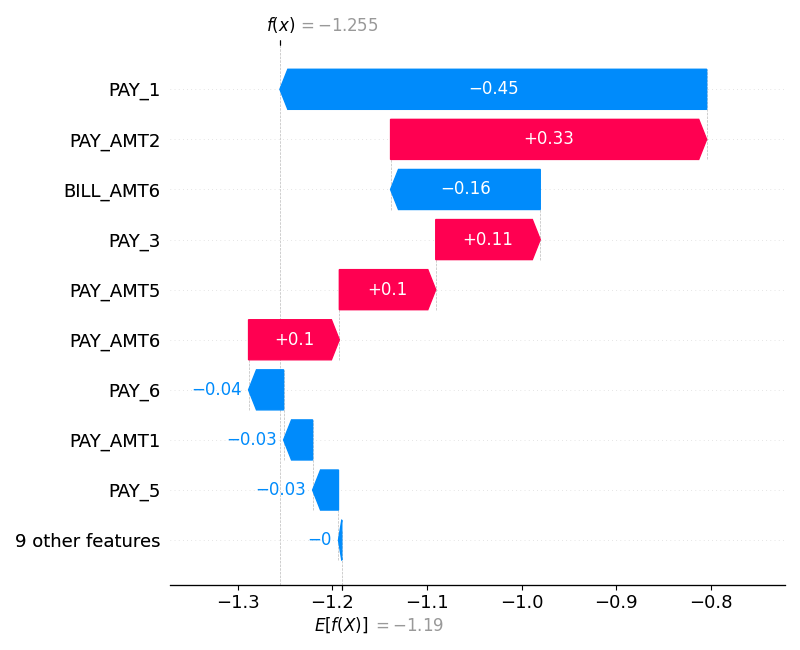 f(x) = −1.255
PAY_1 −0.45
PAY_AMT2 +0.33
BILL_AMT6 −0.16
PAY_3 +0.11
PAY_AMT5 +0.1
PAY_AMT6 +0.1
PAY_6 −0.04
PAY_AMT1 −0.03
PAY_5 −0.03
9 other features −0
−1.3 −1.2 −1.1 −1.0 −0.9 −0.8
E[f(X)] = −1.19